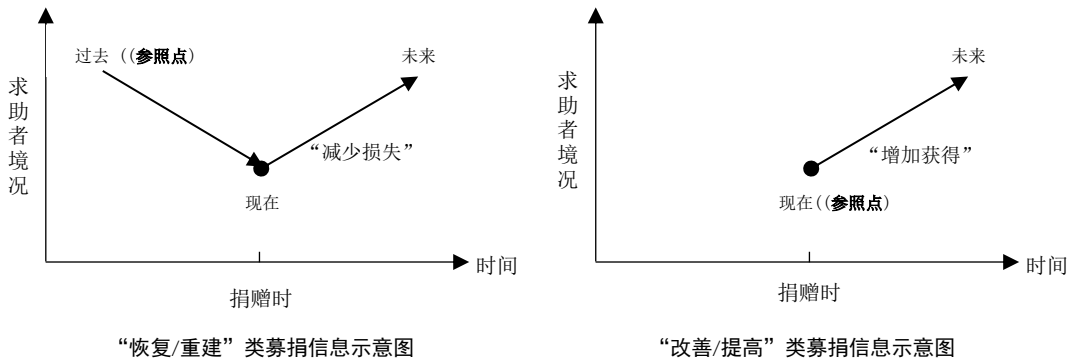 过去 ((参照点)
未来
求助者境况
“减少损失”
现在
时间
捐赠时
“恢复/重建”类募捐信息示意图
未来
求助者境况
“增加获得”
现在((参照点)
时间
捐赠时
“改善/提高”类募捐信息示意图